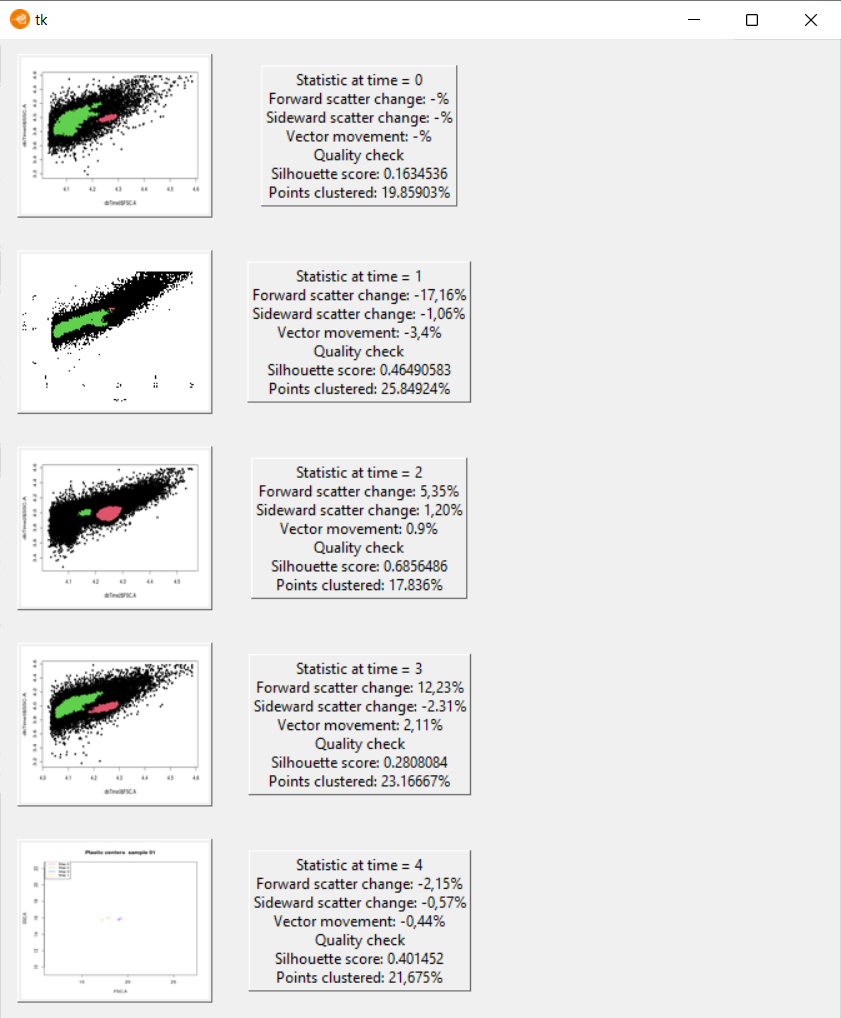 tk
Statistic at time = 0
Forward scatter change: -%
Sideward scatter change: -%
Vector movement: -%
Quality check
Silhouette score: 0.1634536
Points clustered: 19.85903%
Statistic at time = 1
Forward scatter change: -17,16%
Sideward scatter change: -1,06%
Vector movement: -3,4%
Quality check
Silhouette score: 0.46490583
Points clustered: 25.84924%
Statistic at time = 2
Forward scatter change: 5,35%
Sideward scatter change: 1,20%
Vector movement: 0.9%
Quality check
Silhouette score: 0.6856486
Points clustered: 17.836%
Statistic at time = 3
Forward scatter change: 12,23%
Sideward scatter change: -2.31%
Vector movement: 2,11%
Quality check
Silhouette score: 0.2808084
Points clustered: 23.16667%
Plastic centers sample 01
Statistic at time = 4
Forward scatter change: -2,15%
Sideward scatter change: -0,57%
Vector movement: -0,44%
Quality check
Silhouette score: 0.401452
Points clustered: 21,675%